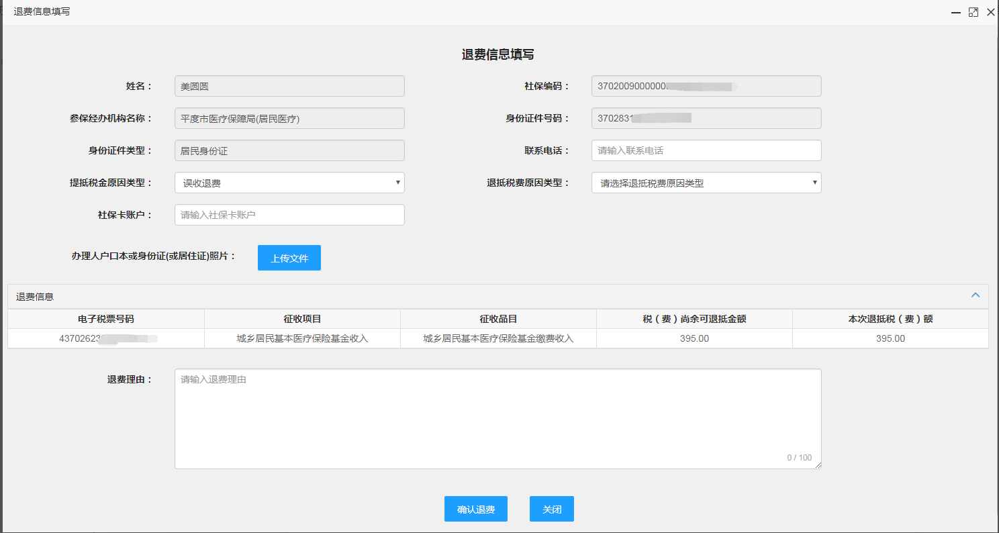 退费信息填写
退费信息填写
姓名： 美圆圆 社保编码： 3702009000000
参保经办机构名称： 平度市医疗保障局(居民医疗) 身份证件号码： 370283
身份证件类型： 居民身份证 联系电话： 请输入联系电话
提抵税金原因类型： 误收退费 退抵税费原因类型： 请选择退抵税费原因类型
社保卡账户： 请输入社保卡账户
办理人户口本或身份证(或居住证)照片： 上传文件
退费信息
电子税票号码 征收项目 征收品目 税（费）尚余可退抵金额 本次退抵税（费）额
43702623 城乡居民基本医疗保险基金收入 城乡居民基本医疗保险基金缴费收入 395.00 395.00
退费理由： 请输入退费理由
0 / 100
确认退费 关闭